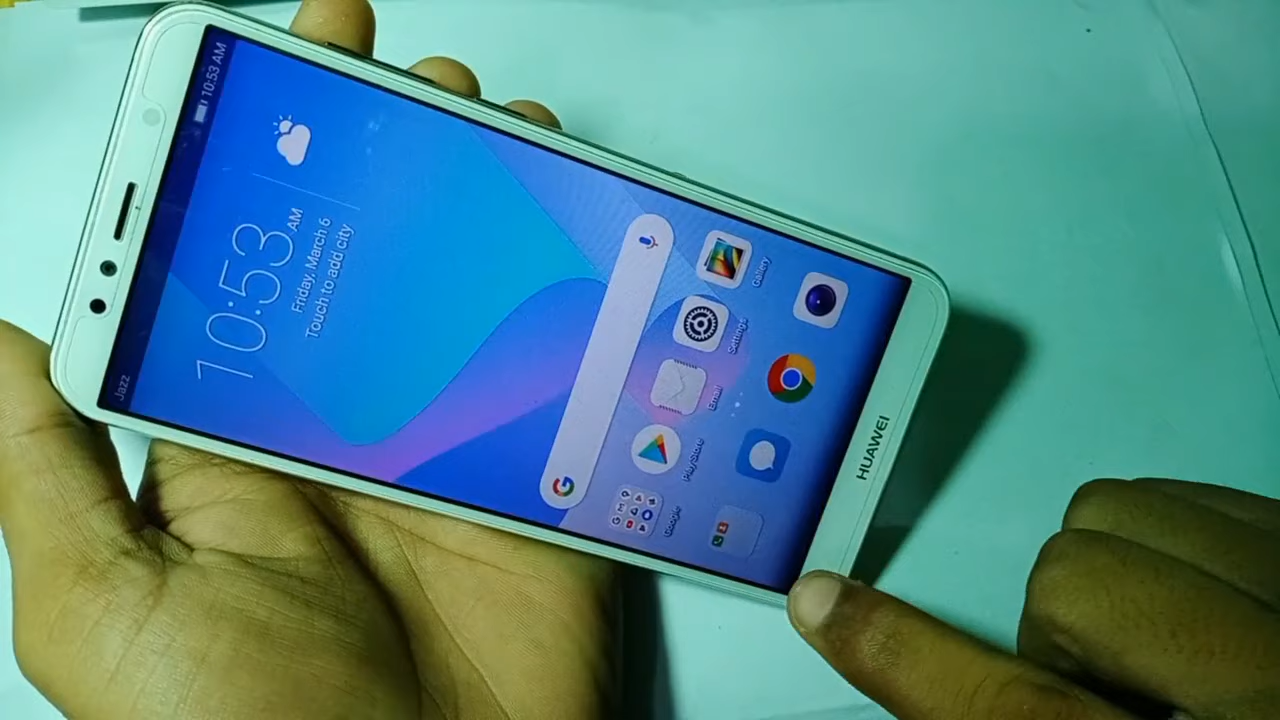 Jazz
10:53 AM
10:53 AM
Friday, March 6
Touch to add city
Google
Play Store
Email
Settings
Gallery
HUAWEI